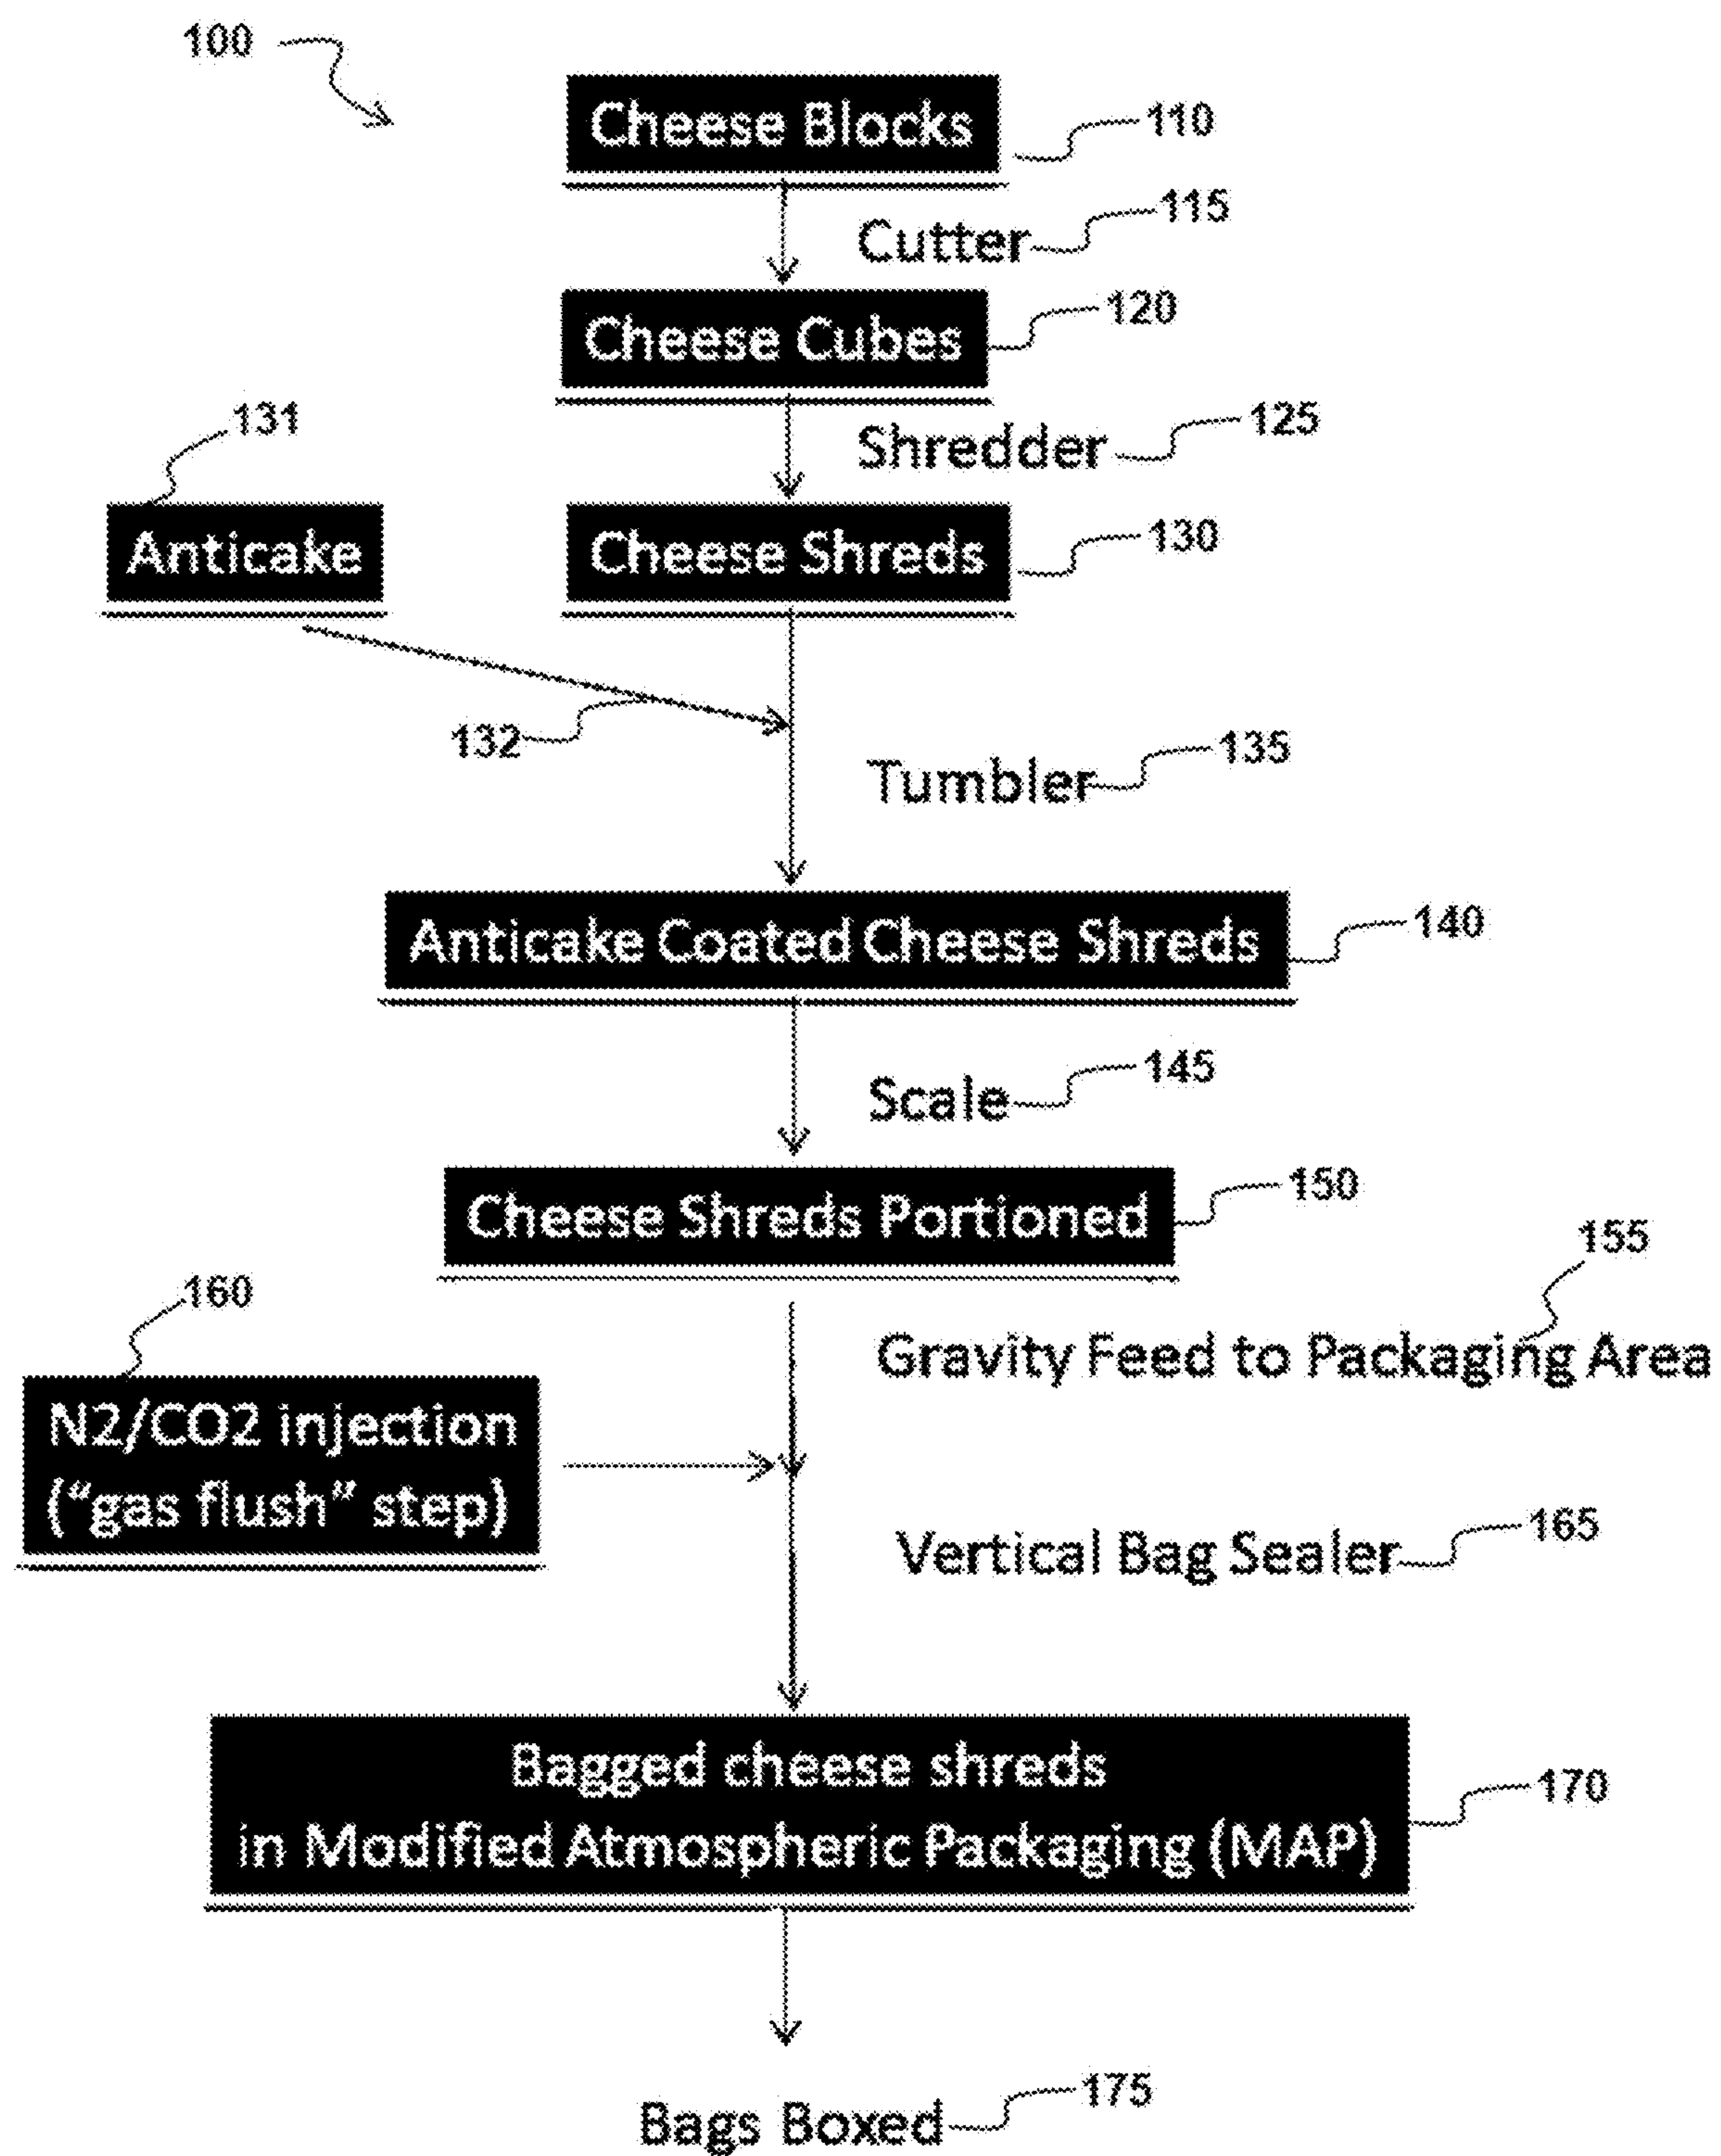 100
Cheese Blocks
110
Cutter
115
Cheese Cubes
120
Shredder
125
131
Anticake
Cheese Shreds
130
132
Tumbler
135
Anticake Coated Cheese Shreds
140
Scale
145
Cheese Shreds Portioned
150
155
Gravity Feed to Packaging Area
160
N2/CO2 injection
(“gas flush” step)
Vertical Bag Sealer
165
Bagged cheese shreds
in Modified Atmospheric Packaging (MAP)
170
Bags Boxed
175